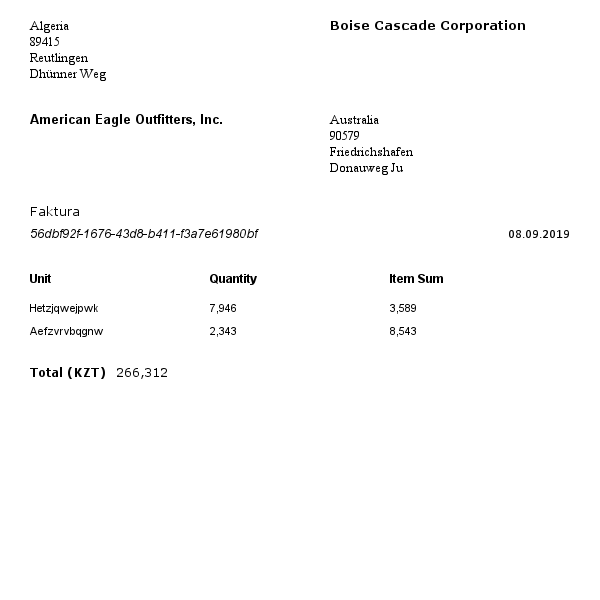 Algeria
89415
Reutlingen
Dhünner Weg
Boise Cascade Corporation
American Eagle Outfitters, Inc.
Australia
90579
Friedrichshafen
Donauweg Ju
Faktura
56dbf92f-1676-43d8-b411-f3a7e61980bf 08.09.2019
Unit Quantity Item Sum
Hetzjqwejpwk 7,946 3,589
Aefzvrvbqgnw 2,343 8,543
Total (KZT) 266,312